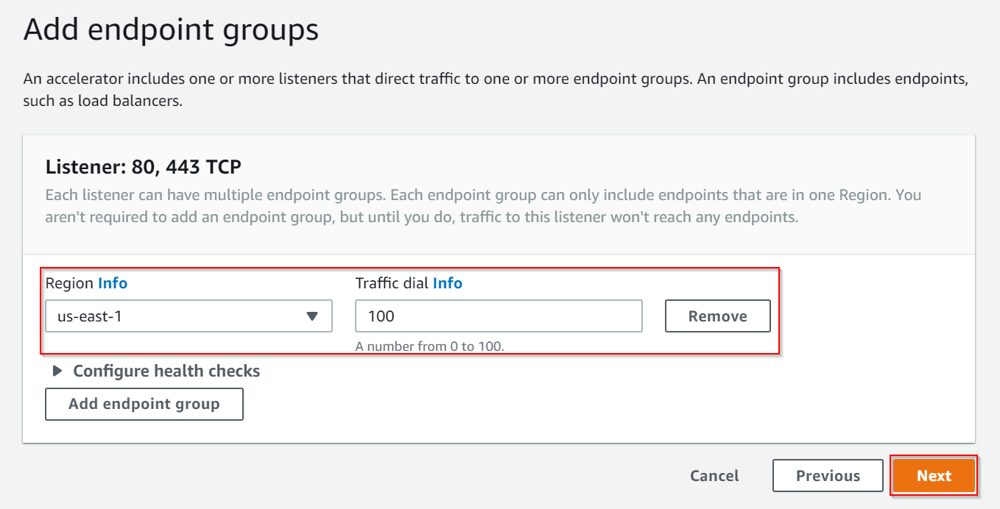 Add endpoint groups
An accelerator includes one or more listeners that direct traffic to one or more endpoint groups. An endpoint group includes endpoints,
such as load balancers.
Listener: 80, 443 TCP
Each listener can have multiple endpoint groups. Each endpoint group can only include endpoints that are in one Region. You
aren't required to add an endpoint group, but until you do, traffic to this listener won't reach any endpoints.
Region Info
Traffic dial Info
us-east-1
100
Remove
A number from 0 to 100.
Configure health checks
Add endpoint group
Cancel
Previous
Next